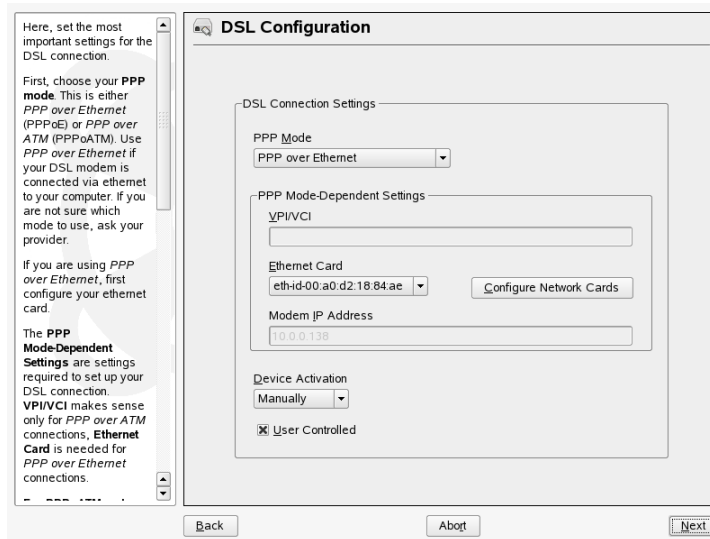 Here, set the most
important settings for the
DSL connection.
First, choose your PPP
mode. This is either
PPP over Ethernet
(PPPoE) or PPP over
ATM (PPPoATM). Use
PPP over Ethernet if
your DSL modem is
connected via ethernet
to your computer. If you
are not sure which
mode to use, ask your
provider.
If you are using PPP
over Ethernet, first
configure your ethernet
card.
The PPP
Mode-Dependent
Settings are settings
required to set up your
DSL connection.
VPI/VCI makes sense
only for PPP over ATM
connections, Ethernet
Card is needed for
PPP over Ethernet
connections.
DSL Configuration
DSL Connection Settings
PPP Mode
PPP over Ethernet
PPP Mode-Dependent Settings
VPI/VCI
Ethernet Card
eth-id-00:a0:d2:18:84:ae
Configure Network Cards
Modem IP Address
10.0.0.138
Device Activation
Manually
User Controlled
Back
Abort
Next